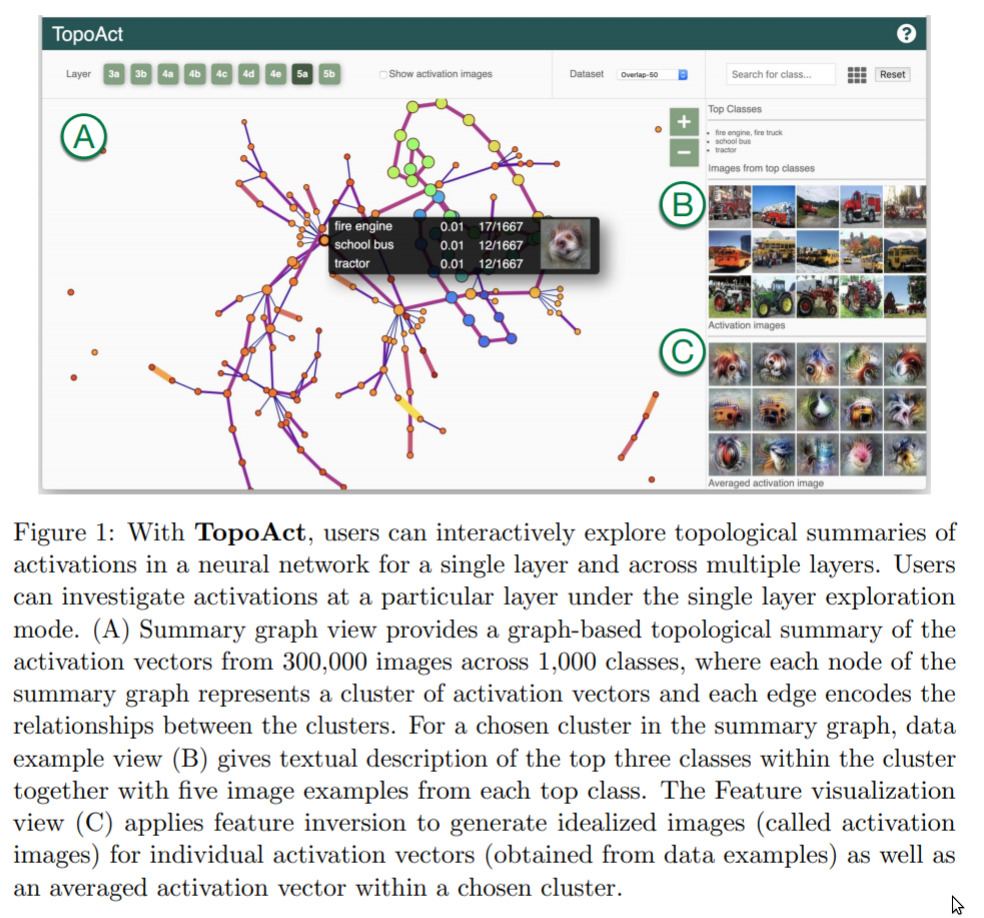 TopoAct
?
Layer 3a 3b 4a 4b 4c 4d 4e 5a 5b Show activation images Dataset Overlap-50 Search for class... Reset
A
+
−
fire engine 0.01 17/1667
school bus 0.01 12/1667
tractor 0.01 12/1667
Top Classes
fire engine, fire truck
school bus
tractor
Images from top classes
B
Activation images
C
Averaged activation image
Figure 1: With TopoAct, users can interactively explore topological summaries of
activations in a neural network for a single layer and across multiple layers. Users
can investigate activations at a particular layer under the single layer exploration
mode. (A) Summary graph view provides a graph-based topological summary of the
activation vectors from 300,000 images across 1,000 classes, where each node of the
summary graph represents a cluster of activation vectors and each edge encodes the
relationships between the clusters. For a chosen cluster in the summary graph, data
example view (B) gives textual description of the top three classes within the cluster
together with five image examples from each top class. The Feature visualization
view (C) applies feature inversion to generate idealized images (called activation
images) for individual activation vectors (obtained from data examples) as well as
an averaged activation vector within a chosen cluster.